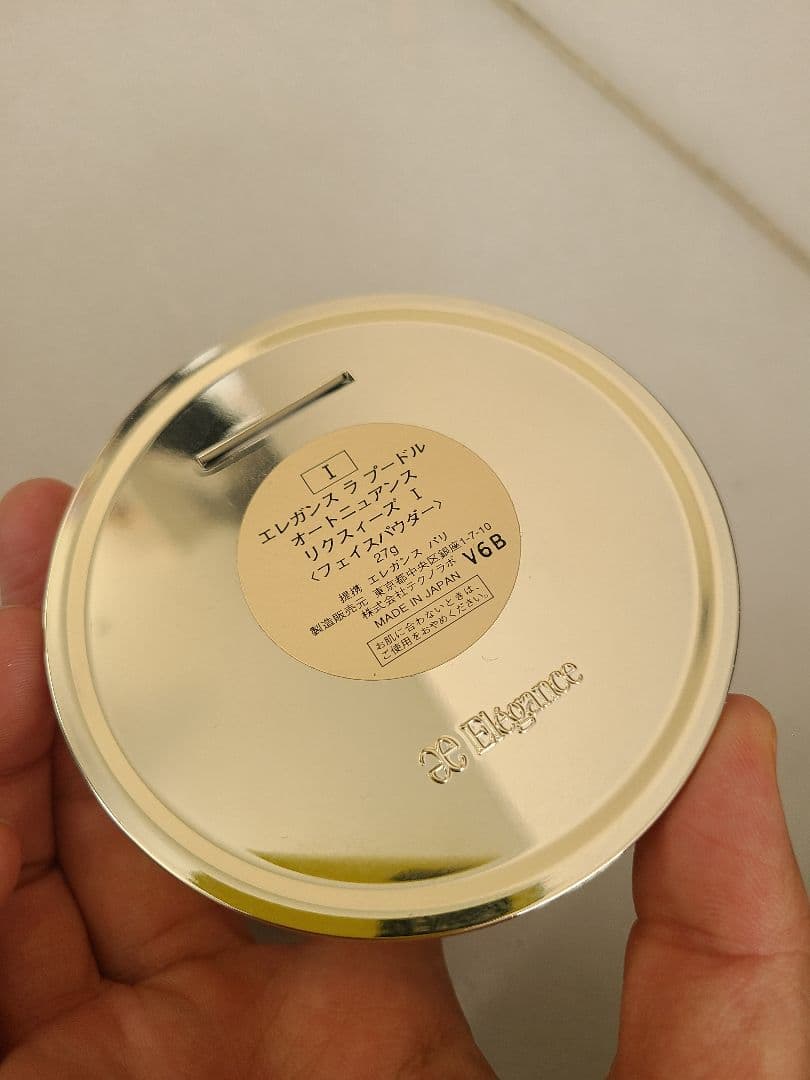 I
エレガンス ラ プードル
オートニュアンス
リクスィーズ I
〈フェイスパウダー〉
27g
提携 エレガンス パリ
製造販売元 東京都中央区銀座1-7-10
株式会社テクノラボ V6B
MADE IN JAPAN
お肌に合わないときは、
ご使用をおやめください。
æ Elégance